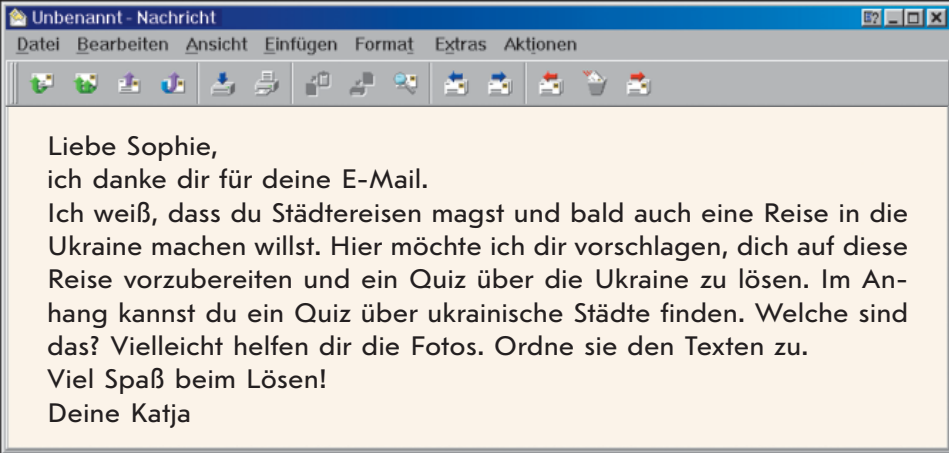 Unbenannt - Nachricht
Datei Bearbeiten Ansicht Einfügen Format Extras Aktionen
Liebe Sophie,
ich danke dir für deine E-Mail.
Ich weiß, dass du Städtereisen magst und bald auch eine Reise in die
Ukraine machen willst. Hier möchte ich dir vorschlagen, dich auf diese
Reise vorzubereiten und ein Quiz über die Ukraine zu lösen. Im An-
hang kannst du ein Quiz über ukrainische Städte finden. Welche sind
das? Vielleicht helfen dir die Fotos. Ordne sie den Texten zu.
Viel Spaß beim Lösen!
Deine Katja